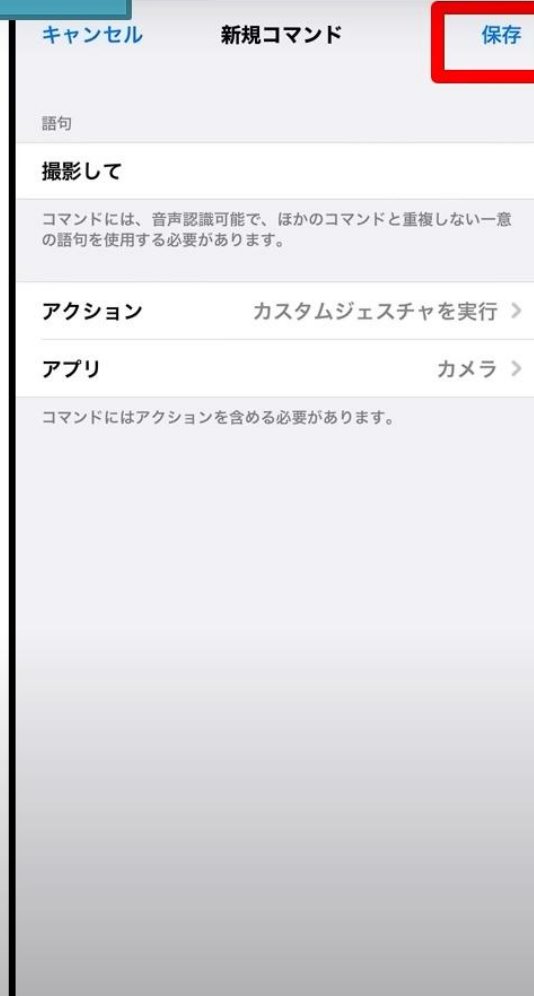 キャンセル 新規コマンド 保存
語句
撮影して
コマンドには、音声認識可能で、ほかのコマンドと重複しない一意
の語句を使用する必要があります。
アクション カスタムジェスチャを実行
アプリ カメラ
コマンドにはアクションを含める必要があります。